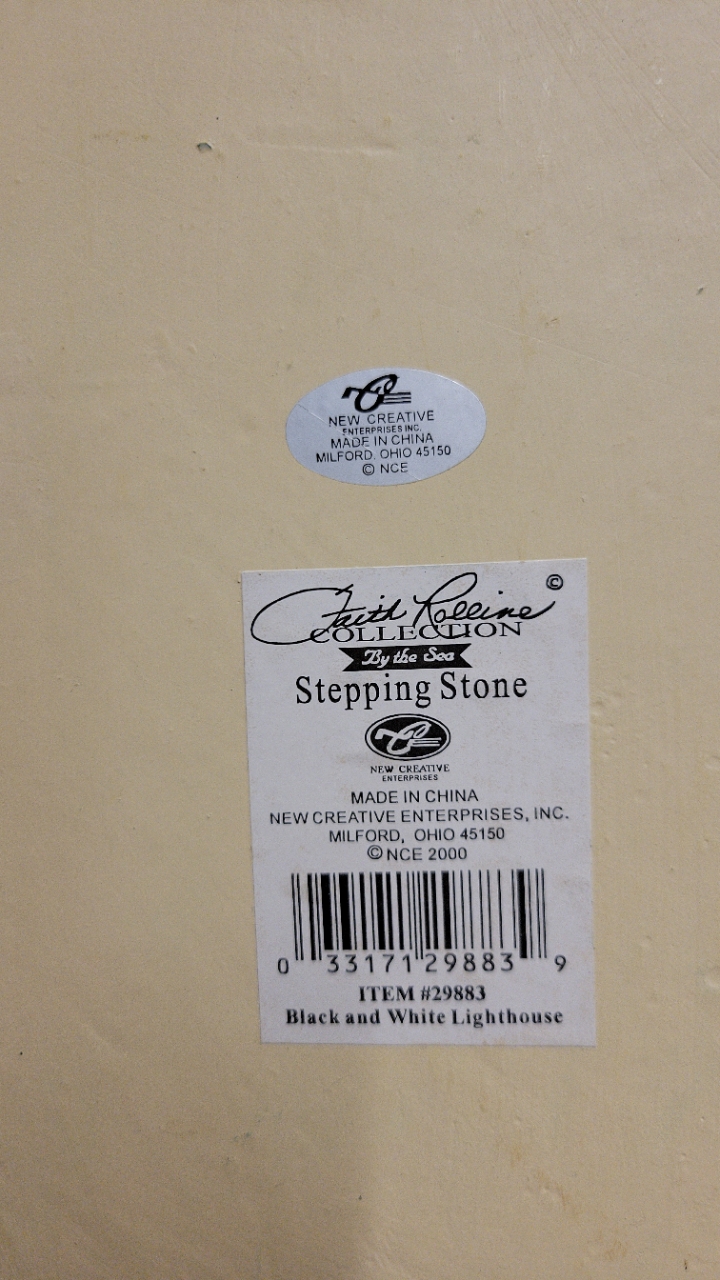 NEW CREATIVE
ENTERPRISES INC.
MADE IN CHINA
MILFORD. OHIO 45150
© NCE
©
Faith Rollins
COLLECTION
By the Sea
Stepping Stone
NEW CREATIVE
ENTERPRISES
MADE IN CHINA
NEW CREATIVE ENTERPRISES, INC.
MILFORD, OHIO 45150
© NCE 2000
0 33171 29883 9
ITEM #29883
Black and White Lighthouse